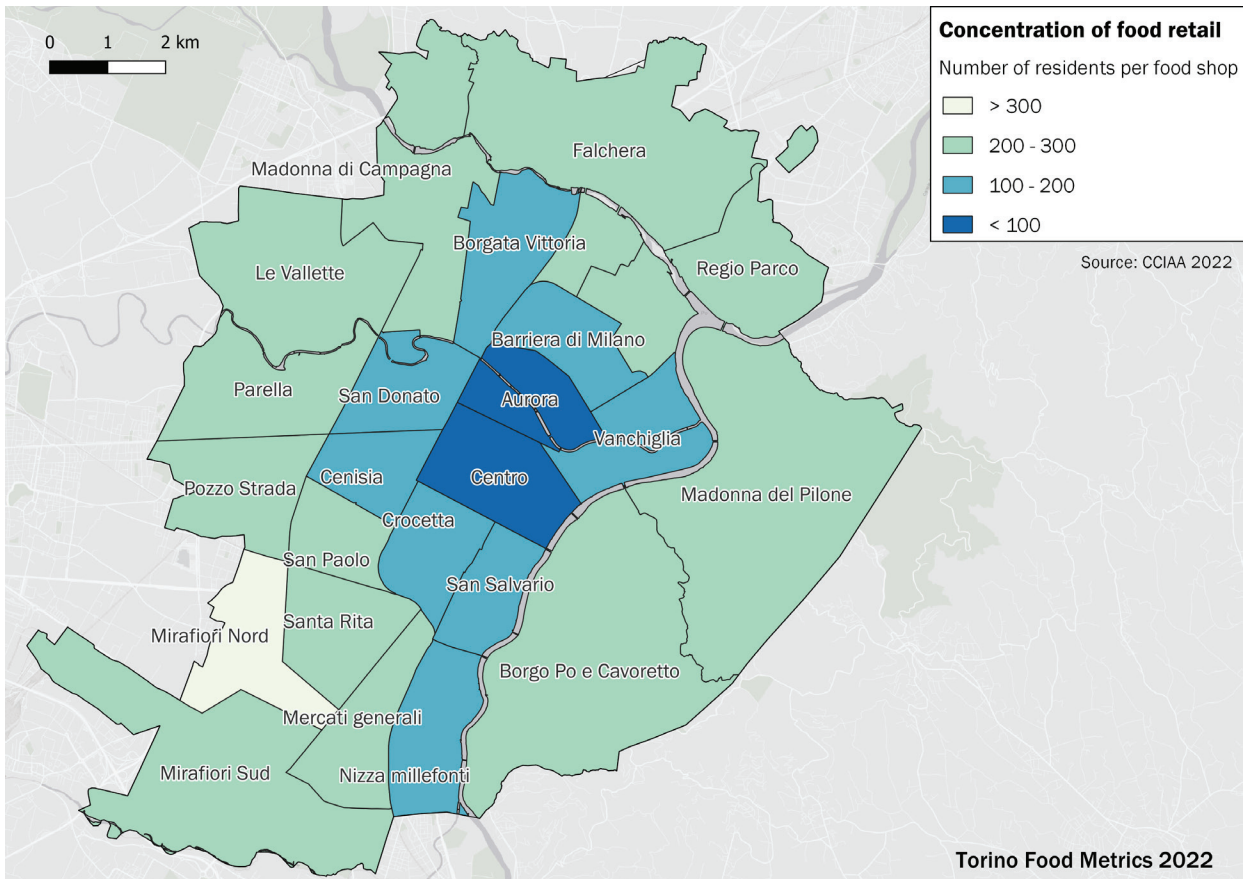 0 1 2 km
Concentration of food retail
Number of residents per food shop
> 300
200 - 300
100 - 200
< 100
Source: CCIAA 2022
Falchera
Madonna di Campagna
Borgata Vittoria
Le Vallette
Regio Parco
Barriera di Milano
Parella
San Donato
Aurora
Vanchiglia
Cenisia
Centro
Pozzo Strada
Madonna del Pilone
Crocetta
San Paolo
San Salvario
Santa Rita
Mirafiori Nord
Borgo Po e Cavoretto
Mercati generali
Mirafiori Sud
Nizza millefonti
Torino Food Metrics 2022